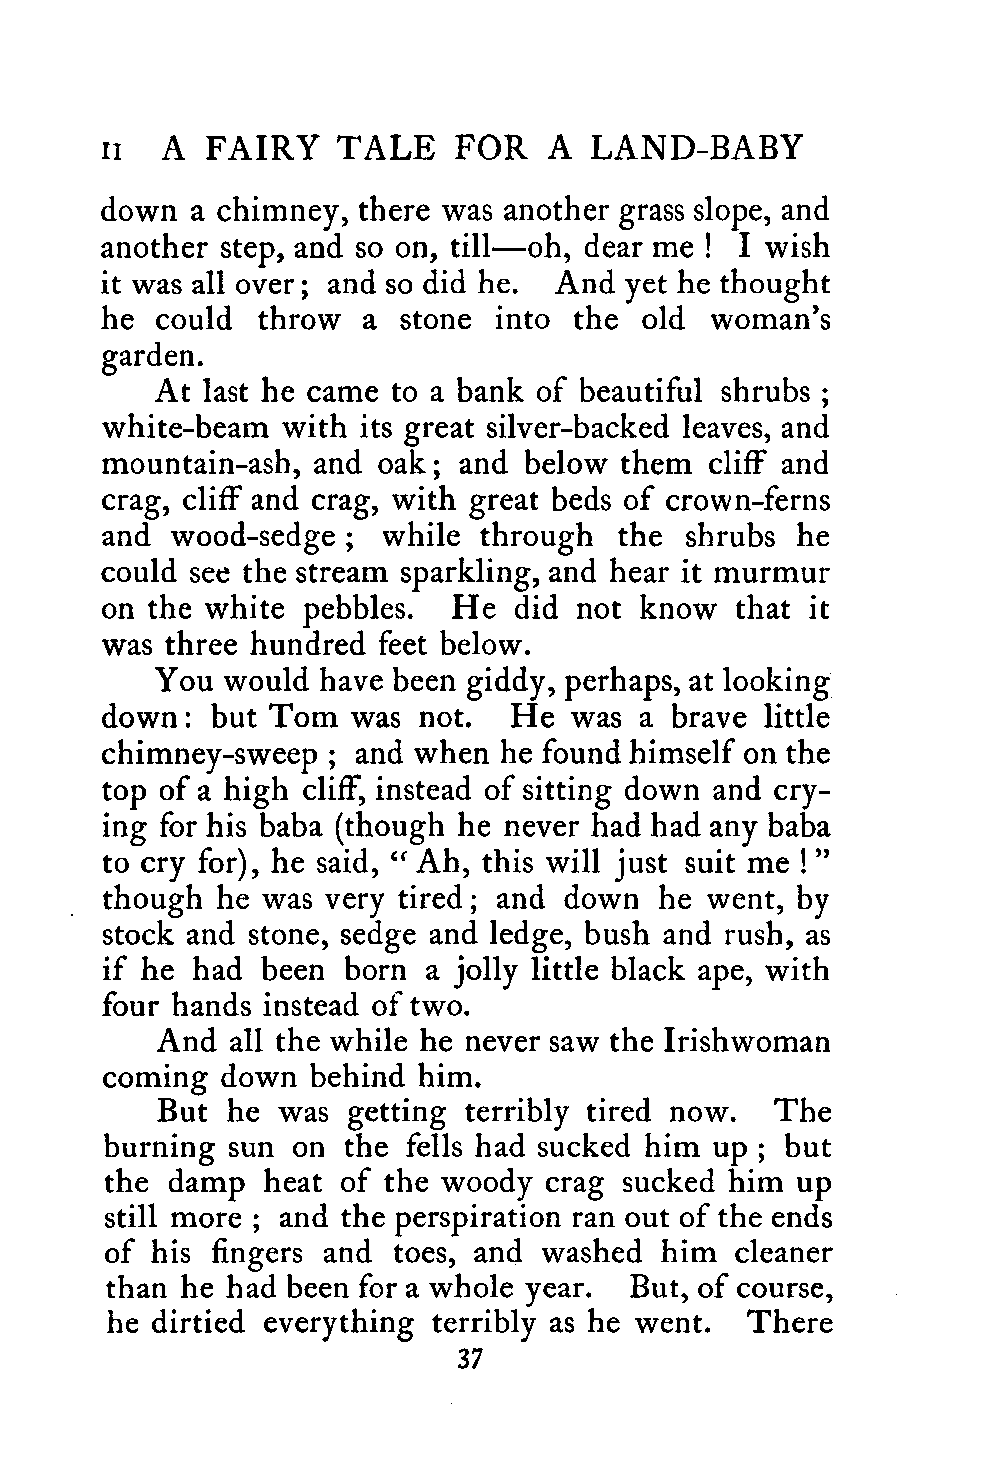 II A FAIRY TALE FOR A LAND-BABY
down a chimney, there was another grass slope, and
another step, and so on, till—oh, dear me ! I wish
it was all over ; and so did he. And yet he thought
he could throw a stone into the old woman's
garden.
At last he came to a bank of beautiful shrubs ;
white-beam with its great silver-backed leaves, and
mountain-ash, and oak ; and below them cliff and
crag, cliff and crag, with great beds of crown-ferns
and wood-sedge ; while through the shrubs he
could see the stream sparkling, and hear it murmur
on the white pebbles. He did not know that it
was three hundred feet below.
You would have been giddy, perhaps, at looking
down : but Tom was not. He was a brave little
chimney-sweep ; and when he found himself on the
top of a high cliff, instead of sitting down and cry-
ing for his baba (though he never had had any baba
to cry for), he said, “ Ah, this will just suit me ! ”
though he was very tired ; and down he went, by
stock and stone, sedge and ledge, bush and rush, as
if he had been born a jolly little black ape, with
four hands instead of two.
And all the while he never saw the Irishwoman
coming down behind him.
But he was getting terribly tired now. The
burning sun on the fells had sucked him up ; but
the damp heat of the woody crag sucked him up
still more ; and the perspiration ran out of the ends
of his fingers and toes, and washed him cleaner
than he had been for a whole year. But, of course,
he dirtied everything terribly as he went. There
37